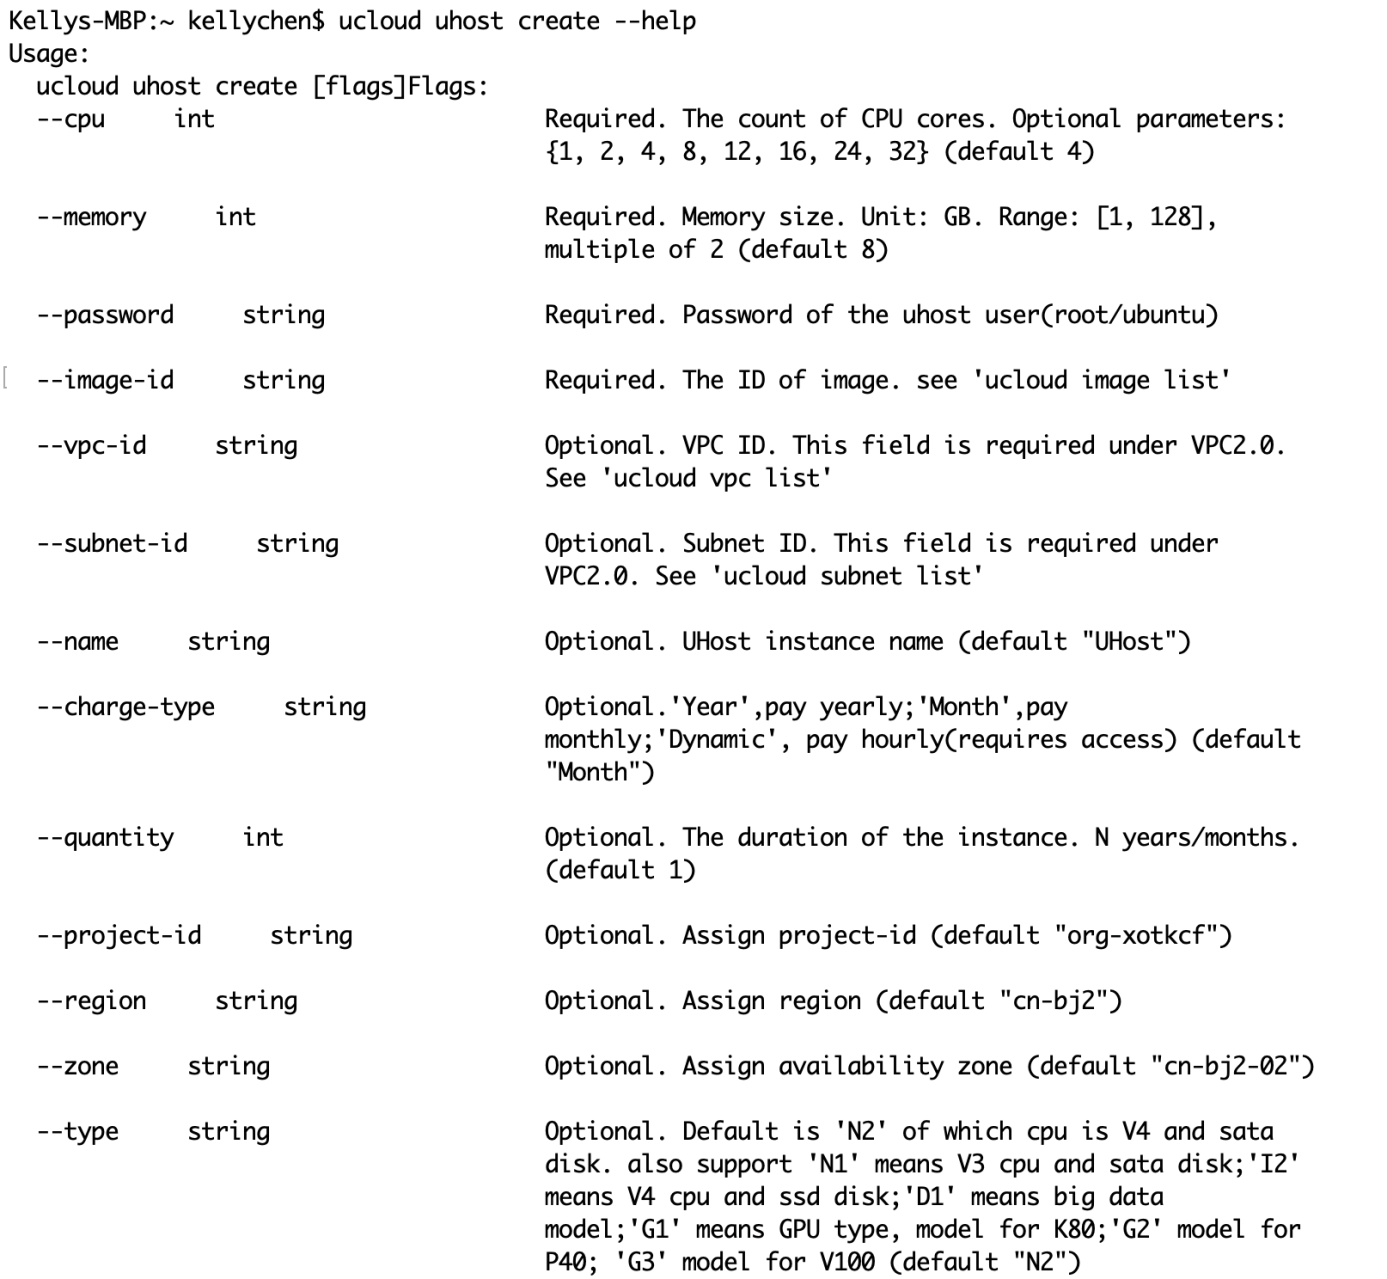 Kellys-MBP:~ kellychen$ ucloud uhost create --help
Usage:
  ucloud uhost create [flags]Flags:
  --cpu     int                        Required. The count of CPU cores. Optional parameters:
                                       {1, 2, 4, 8, 12, 16, 24, 32} (default 4)

  --memory     int                     Required. Memory size. Unit: GB. Range: [1, 128],
                                       multiple of 2 (default 8)

  --password     string                Required. Password of the uhost user(root/ubuntu)

[ --image-id     string                Required. The ID of image. see 'ucloud image list'

  --vpc-id     string                  Optional. VPC ID. This field is required under VPC2.0.
                                       See 'ucloud vpc list'

  --subnet-id     string               Optional. Subnet ID. This field is required under
                                       VPC2.0. See 'ucloud subnet list'

  --name     string                    Optional. UHost instance name (default "UHost")

  --charge-type     string             Optional.'Year',pay yearly;'Month',pay
                                       monthly;'Dynamic', pay hourly(requires access) (default
                                       "Month")

  --quantity     int                   Optional. The duration of the instance. N years/months.
                                       (default 1)

  --project-id     string              Optional. Assign project-id (default "org-xotkcf")

  --region     string                  Optional. Assign region (default "cn-bj2")

  --zone     string                    Optional. Assign availability zone (default "cn-bj2-02")

  --type     string                    Optional. Default is 'N2' of which cpu is V4 and sata
                                       disk. also support 'N1' means V3 cpu and sata disk;'I2'
                                       means V4 cpu and ssd disk;'D1' means big data
                                       model;'G1' means GPU type, model for K80;'G2' model for
                                       P40; 'G3' model for V100 (default "N2")